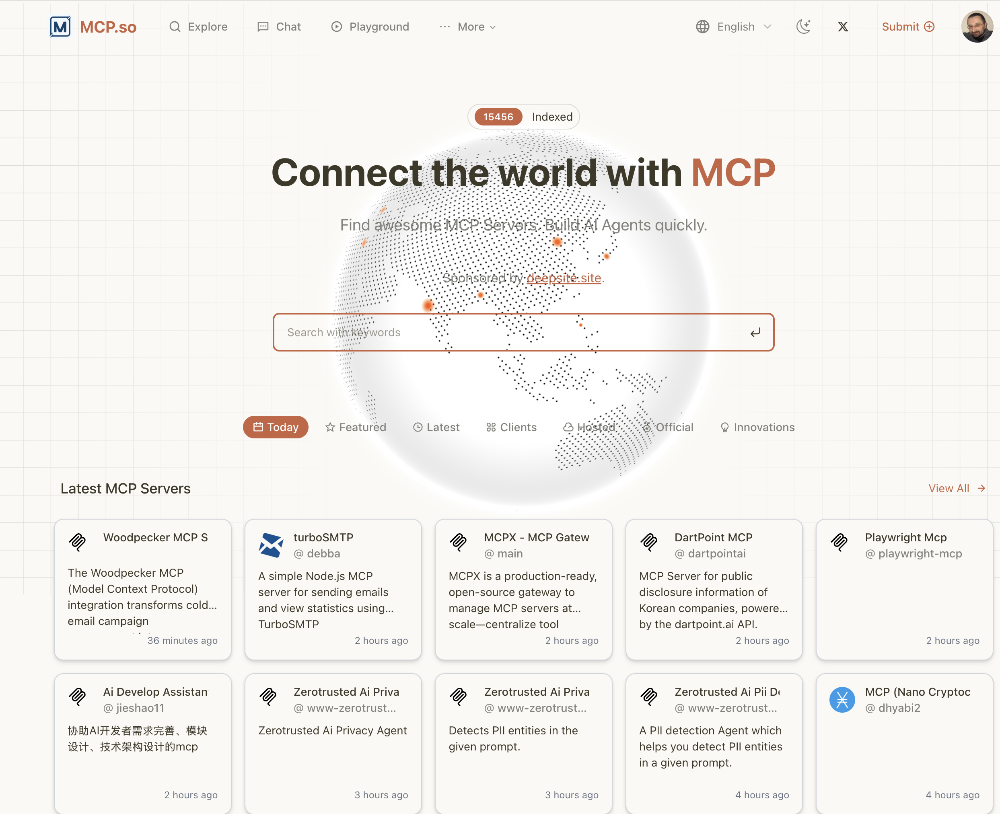 MCP.so
Explore
Chat
Playground
More
English
Submit
15456 Indexed
Connect the world with MCP
Find awesome MCP Servers. Build AI Agents quickly.
Sponsored by deepsite.site.
Search with keywords
Today
Featured
Latest
Clients
Hosted
Official
Innovations
Latest MCP Servers
View All →
Woodpecker MCP S
The Woodpecker MCP
(Model Context Protocol)
integration transforms cold...
email campaign
36 minutes ago
turboSMTP
@ debba
A simple Node.js MCP
server for sending emails
and view statistics using...
TurboSMTP
2 hours ago
MCPX - MCP Gatew
@ main
MCPX is a production-ready,
open-source gateway to
manage MCP servers at...
scale—centralize tool
2 hours ago
DartPoint MCP
@ dartpointai
MCP Server for public
disclosure information of
Korean companies, powere...
by the dartpoint.ai API.
2 hours ago
Playwright Mcp
@ playwright-mcp
2 hours ago
Ai Develop Assistan
@ jieshao11
协助AI开发者需求完善、模块
设计、技术架构设计的mcp
2 hours ago
Zerotrusted Ai Priva
@ www-zerotrust...
Zerotrusted Ai Privacy Agent
3 hours ago
Zerotrusted Ai Priva
@ www-zerotrust...
Detects PII entities in the
given prompt.
3 hours ago
Zerotrusted Ai Pii D
@ www-zerotrust...
A PII detection Agent which
helps you detect PII entities
in a given prompt.
4 hours ago
MCP (Nano Cryptoc
@ dhyabi2
4 hours ago